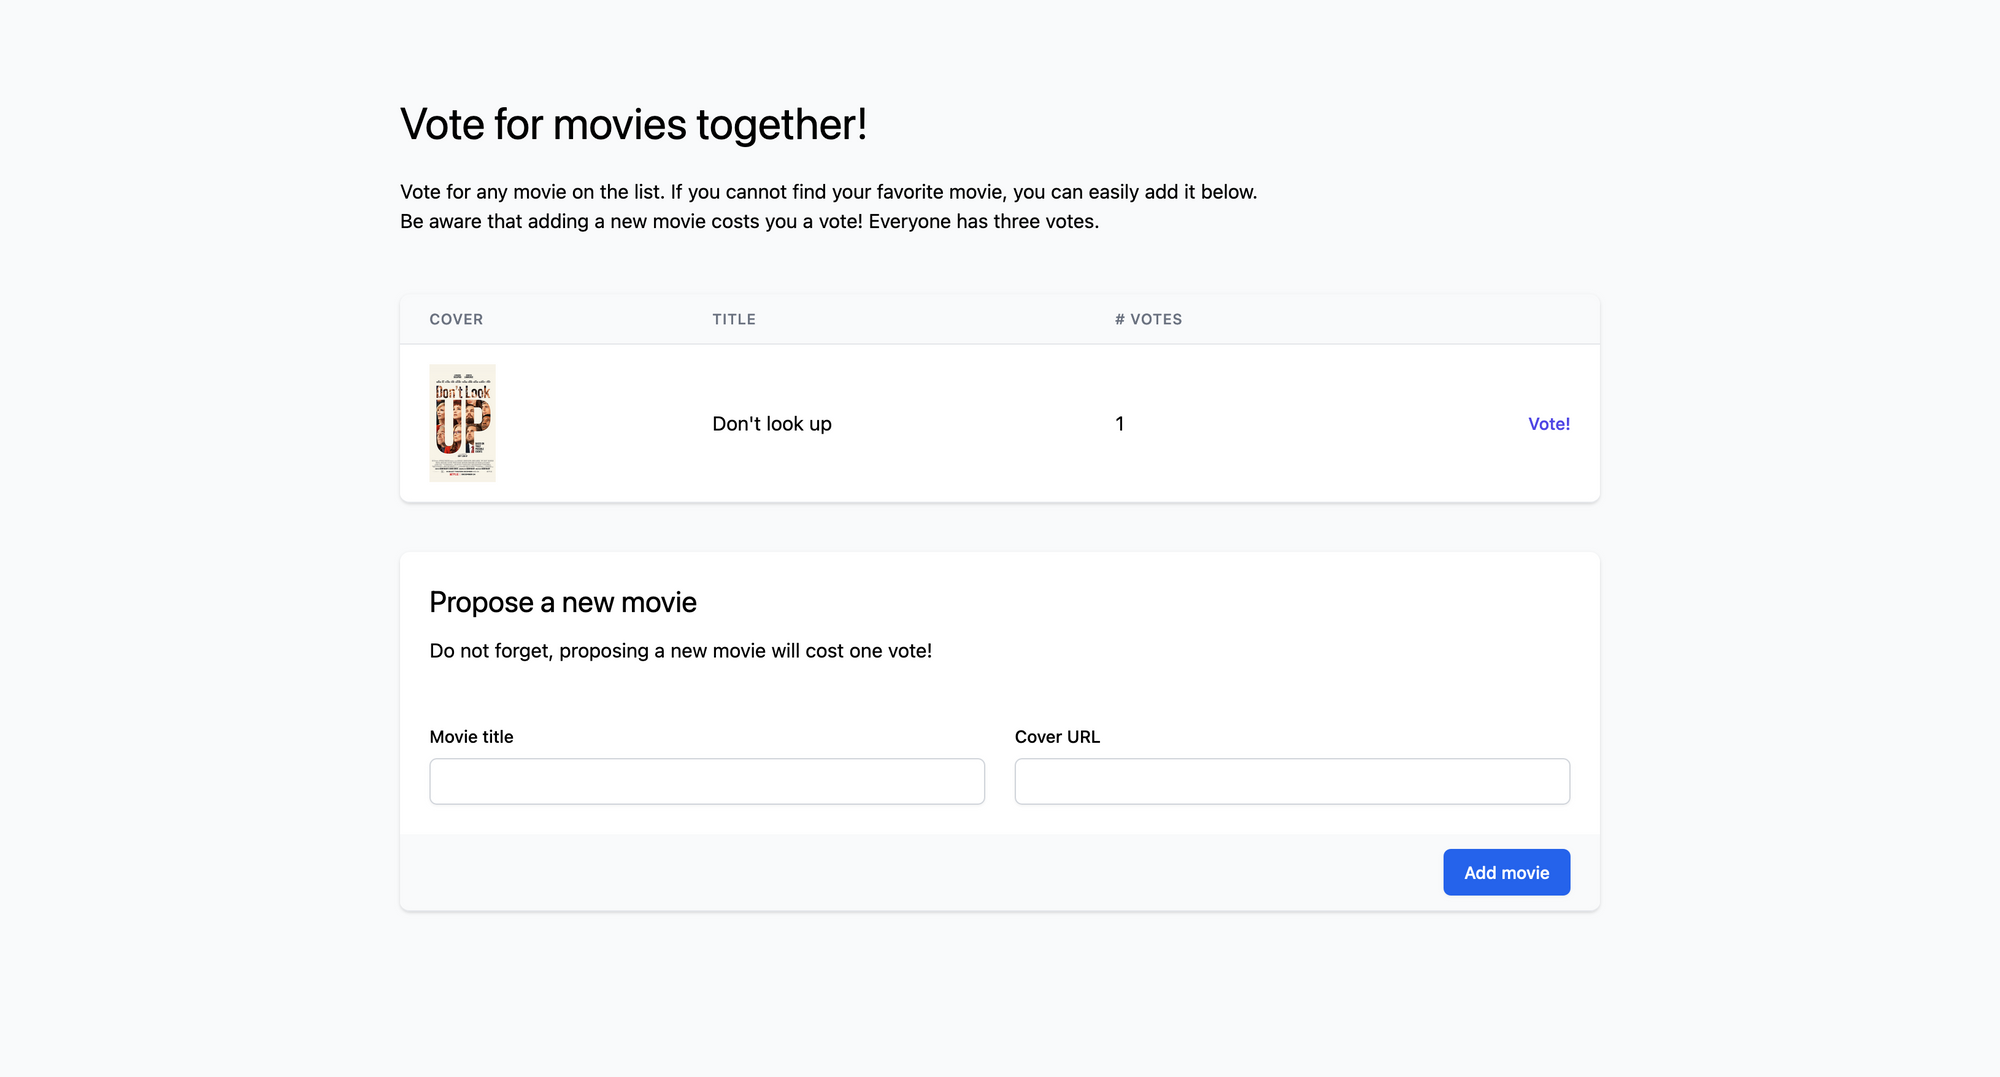 Vote for movies together!
Vote for any movie on the list. If you cannot find your favorite movie, you can easily add it below.
Be aware that adding a new movie costs you a vote! Everyone has three votes.
COVER TITLE # VOTES
Don't Look
UP
Don't look up 1 Vote!
Propose a new movie
Do not forget, proposing a new movie will cost one vote!
Movie title Cover URL
Add movie